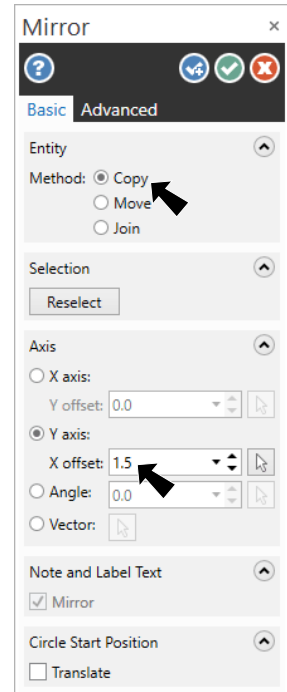 Mirror
Basic Advanced
Entity
Method: Copy
Move
Join
Selection
Reselect
Axis
X axis:
Y offset: 0.0
Y axis:
X offset: 1.5
Angle: 0.0
Vector:
Note and Label Text
Mirror
Circle Start Position
Translate